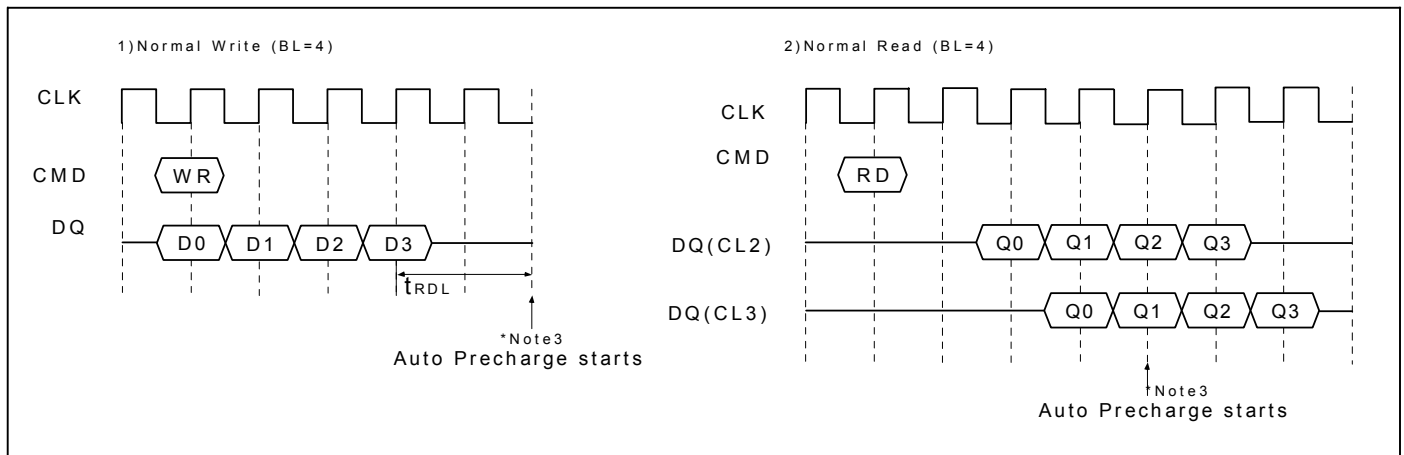 1)Normal Write (BL=4)
CLK
CMD
WR
DQ
D0 D1 D2 D3
tRDL
*Note3
Auto Precharge starts
2)Normal Read (BL=4)
CLK
CMD
RD
DQ(CL2)
Q0 Q1 Q2 Q3
DQ(CL3)
Q0 Q1 Q2 Q3
*Note3
Auto Precharge starts